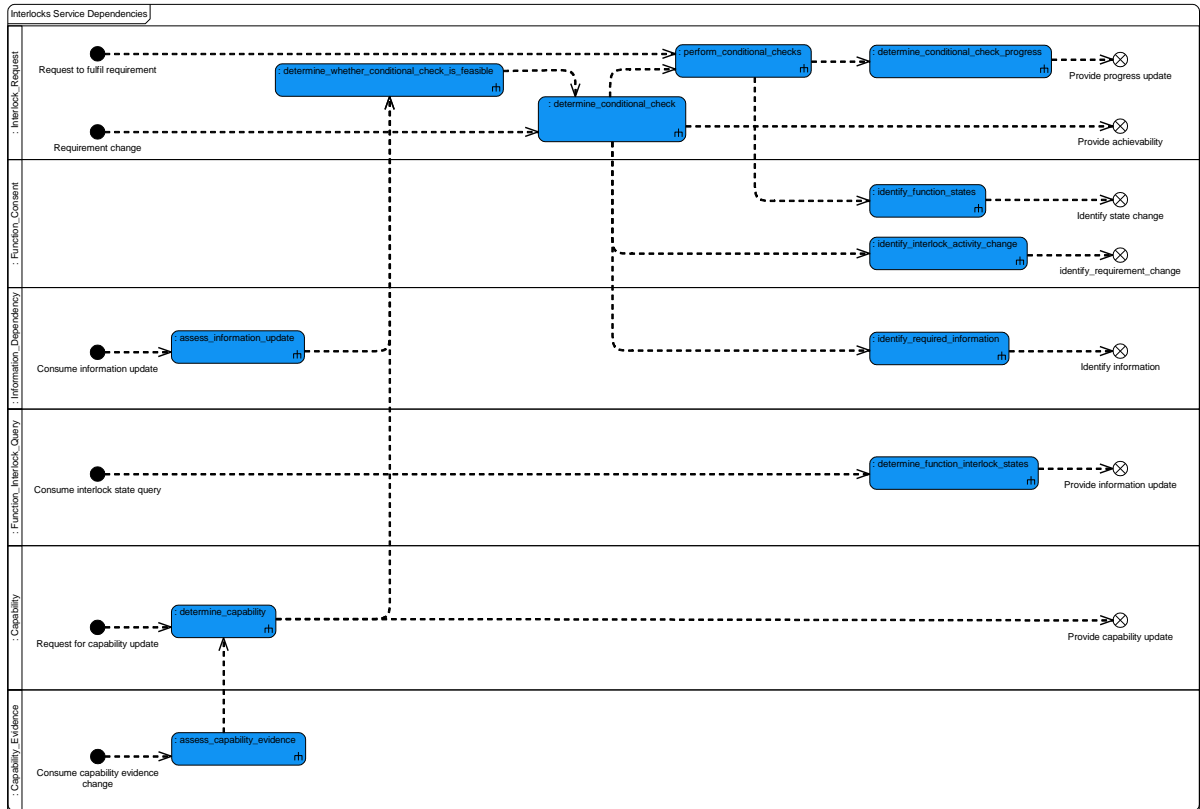 Interlocks Service Dependencies
: Interlock_Request
Request to fulfil requirement
: perform_conditional_checks
: determine_conditional_check_progress
Provide progress update
: determine_whether_conditional_check_is_feasible
: determine_conditional_check
Requirement change
Provide achievability
: Function_Consent
: identify_function_states
Identify state change
: identify_interlock_activity_change
identify_requirement_change
: Information_Dependency
: assess_information_update
Consume information update
: identify_required_information
Identify information
: Function_Interlock_Query
Consume interlock state query
: determine_function_interlock_states
Provide information update
: Capability
: determine_capability
Request for capability update
Provide capability update
: Capability_Evidence
: assess_capability_evidence
Consume capability evidence
change